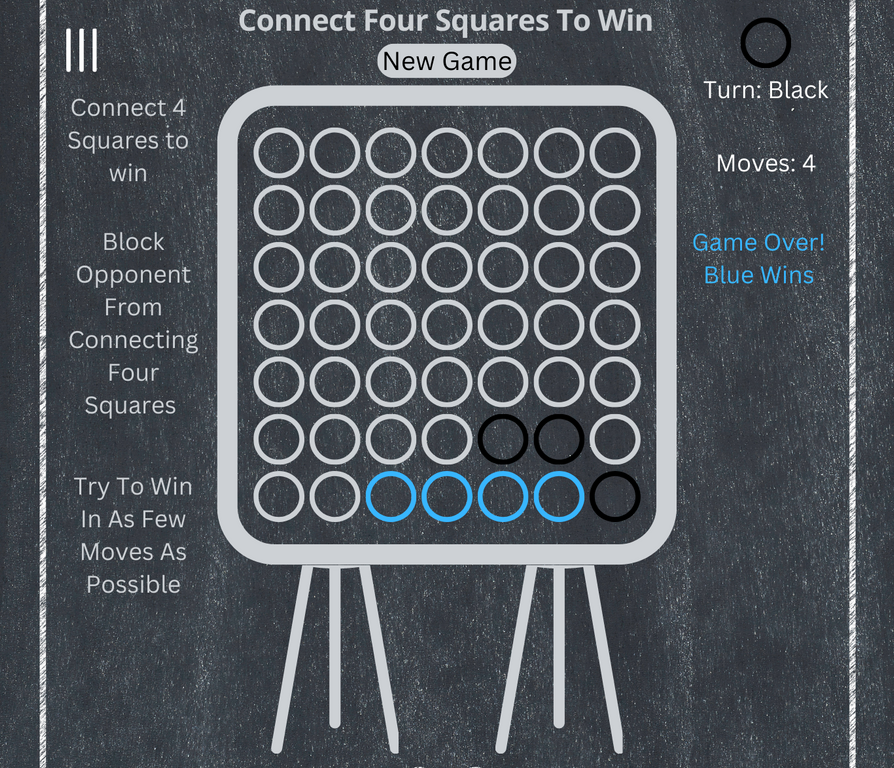 Connect Four Squares To Win
New Game
Connect 4
Squares to
win
Block
Opponent
From
Connecting
Four
Squares
Try To Win
In As Few
Moves As
Possible
Turn: Black
Moves: 4
Game Over!
Blue Wins